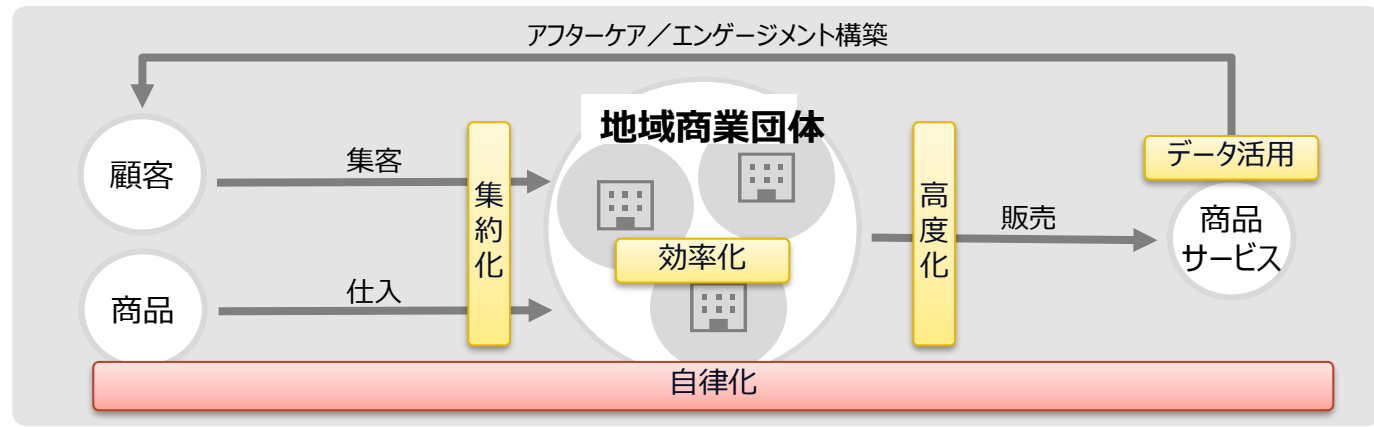 アフターケア／エンゲージメント構築
地域商業団体
データ活用
顧客
集客
集約化
高度化
販売
商品
サービス
効率化
商品
仕入
自律化